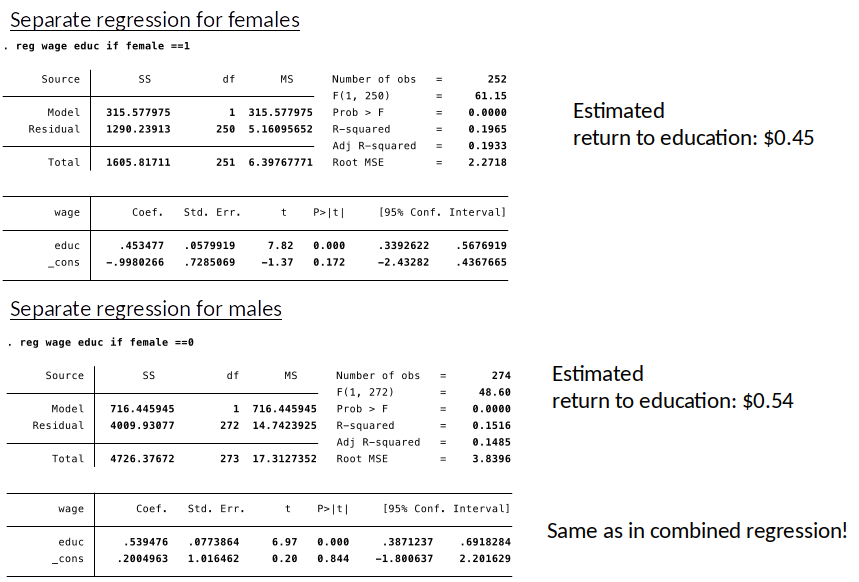 Separate regression for females
. reg wage educ if female ==1
Source SS df MS Number of obs = 252
F(1, 250) = 61.15
Model 315.577975 1 315.577975 Prob > F = 0.0000
Residual 1290.23913 250 5.16095652 R-squared = 0.1965
Adj R-squared = 0.1933
Total 1605.81711 251 6.39767771 Root MSE = 2.2718
Estimated
return to education: $0.45
wage Coef. Std. Err. t P>|t| [95% Conf. Interval]
educ .453477 .0579919 7.82 0.000 .3392622 .5676919
_cons -.9980266 .7285069 -1.37 0.172 -2.43282 .4367665
Separate regression for males
. reg wage educ if female ==0
Source SS df MS Number of obs = 274
F(1, 272) = 48.60
Model 716.445945 1 716.445945 Prob > F = 0.0000
Residual 4009.93077 272 14.7423925 R-squared = 0.1516
Adj R-squared = 0.1485
Total 4726.37672 273 17.3127352 Root MSE = 3.8396
Estimated
return to education: $0.54
wage Coef. Std. Err. t P>|t| [95% Conf. Interval]
educ .539476 .0773864 6.97 0.000 .3871237 .6918284
_cons .2004963 1.016462 0.20 0.844 -1.800637 2.201629
Same as in combined regression!